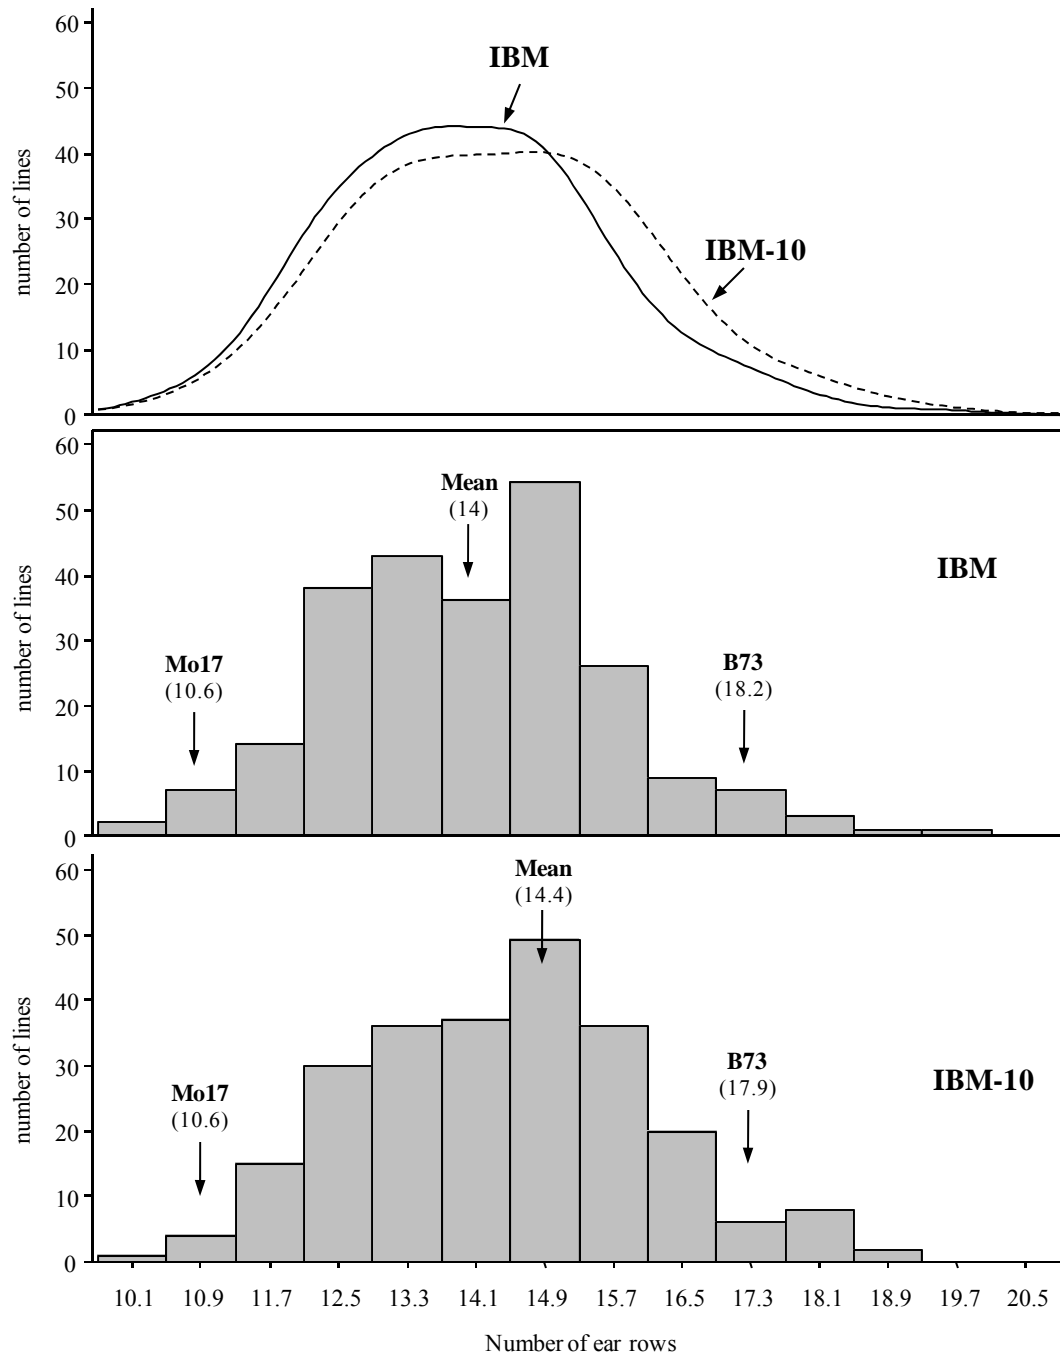 60
50
40
30
20
10
0
number of lines
IBM
IBM-10
60
50
40
30
20
10
0
number of lines
Mean
(14)
IBM
Mo17
(10.6)
B73
(18.2)
60
50
40
30
20
10
0
number of lines
Mean
(14.4)
B73
(17.9)
IBM-10
Mo17
(10.6)
10.1 10.9 11.7 12.5 13.3 14.1 14.9 15.7 16.5 17.3 18.1 18.9 19.7 20.5
Number of ear rows